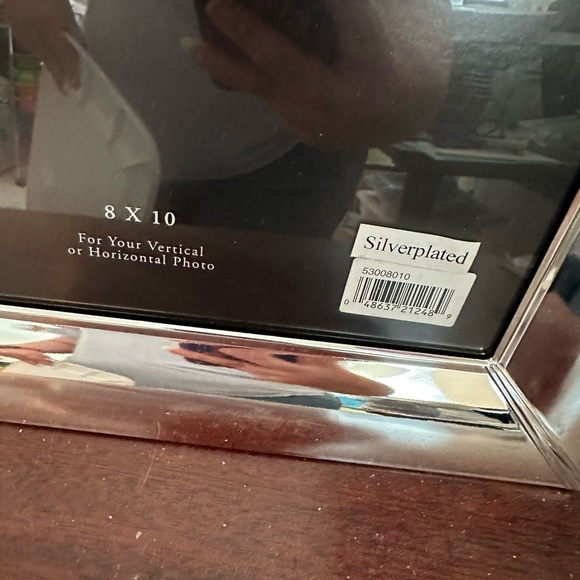 8 X 10
For Your Vertical
or Horizontal Photo
Silverplated
53008010
0 48637 21248 9